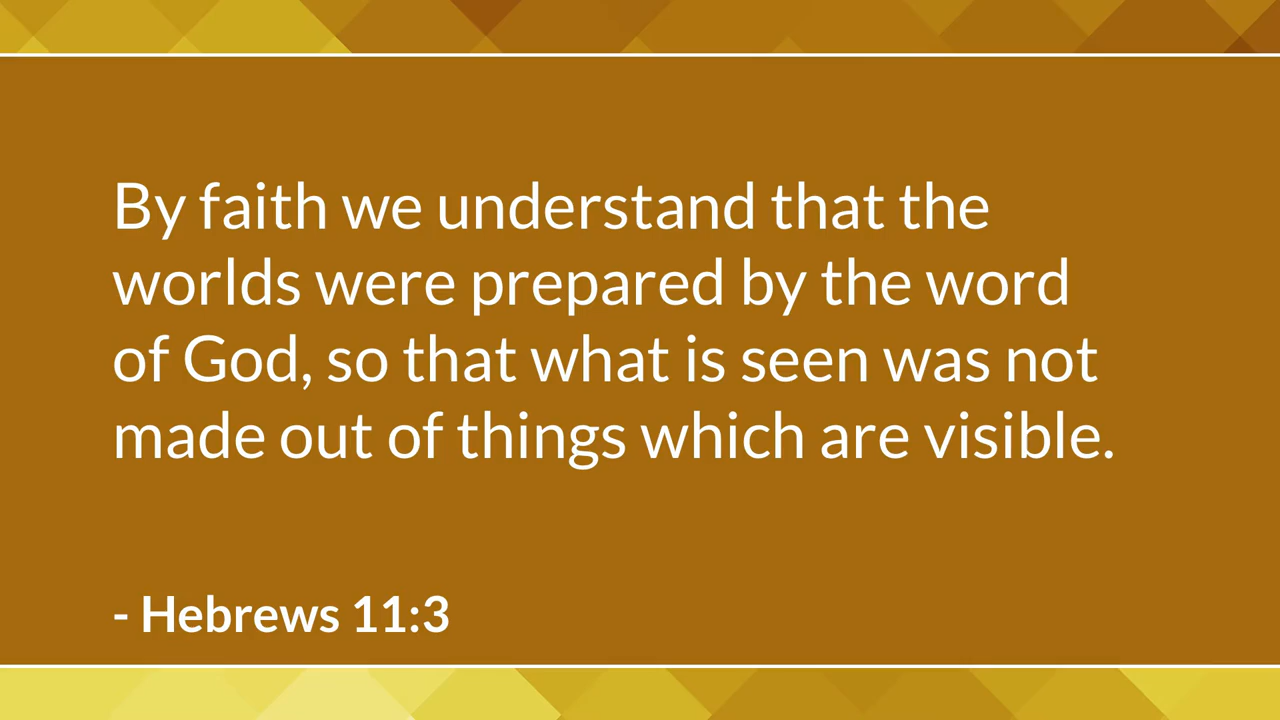 By faith we understand that the
worlds were prepared by the word
of God, so that what is seen was not
made out of things which are visible.
- Hebrews 11:3